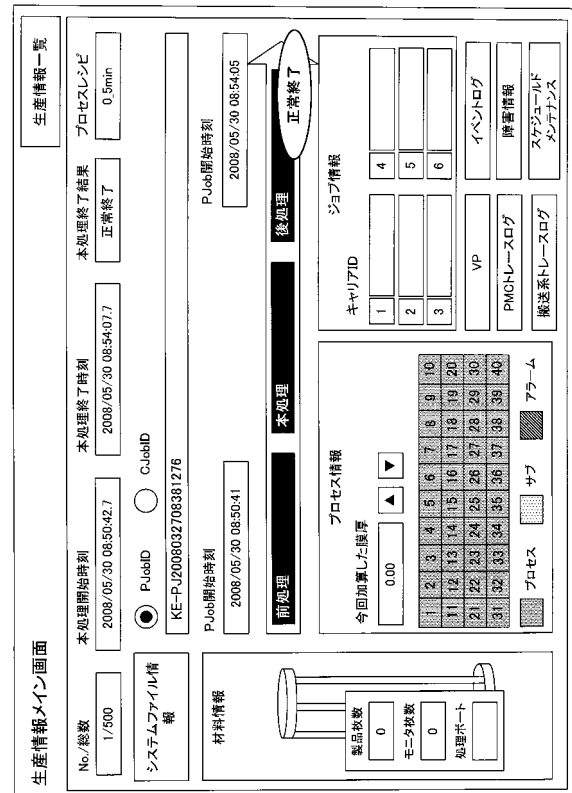 生産情報メイン画面
生産情報一覧
No./総数
本処理開始時刻
本処理終了時刻
本処理終了結果
プロセスレシピ
1/500
2008/05/30 08:50:42.7
2008/05/30 08:54:07.7
正常終了
0_5min
システムファイル情
報
PJobID
CJobID
KE-PJ2008032708381276
PJob開始時刻
PJob開始時刻
2008/05/30 08:50:41
2008/05/30 08:54:05
前処理
本処理
後処理
正常終了
材料情報
製品枚数
0
モニタ枚数
0
処理ボート
プロセス情報
今回加算した膜厚
0.00
▲
▼
1 2 3 4 5 6 7 8 9 10
11 12 13 14 15 16 17 18 19 20
21 22 23 24 25 26 27 28 29 30
31 32 33 34 35 36 37 38 39 40
プロセス
サブ
アラーム
ジョブ情報
キャリアID
1
4
2
5
3
6
VP
イベントログ
PMCトレースログ
障害情報
搬送系トレースログ
スケジュールド
メンテナンス